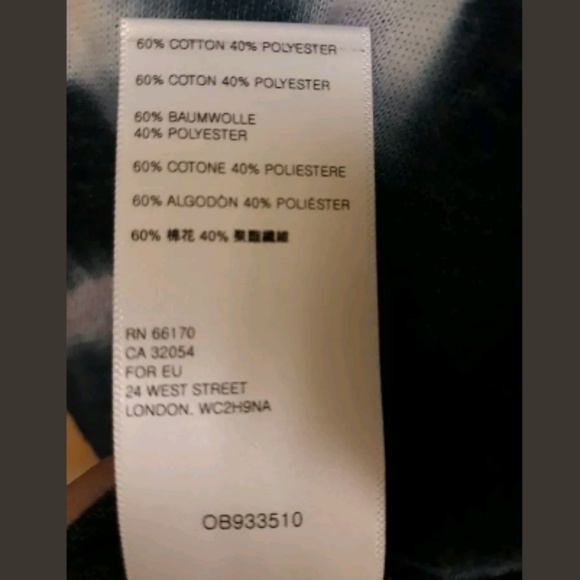 60% COTTON 40% POLYESTER
60% COTON 40% POLYESTER
60% BAUMWOLLE
40% POLYESTER
60% COTONE 40% POLIESTERE
60% ALGODÓN 40% POLIÉSTER
60% 棉花 40% 聚酯纖維
RN 66170
CA 32054
FOR EU
24 WEST STREET
LONDON. WC2H9NA
OB933510